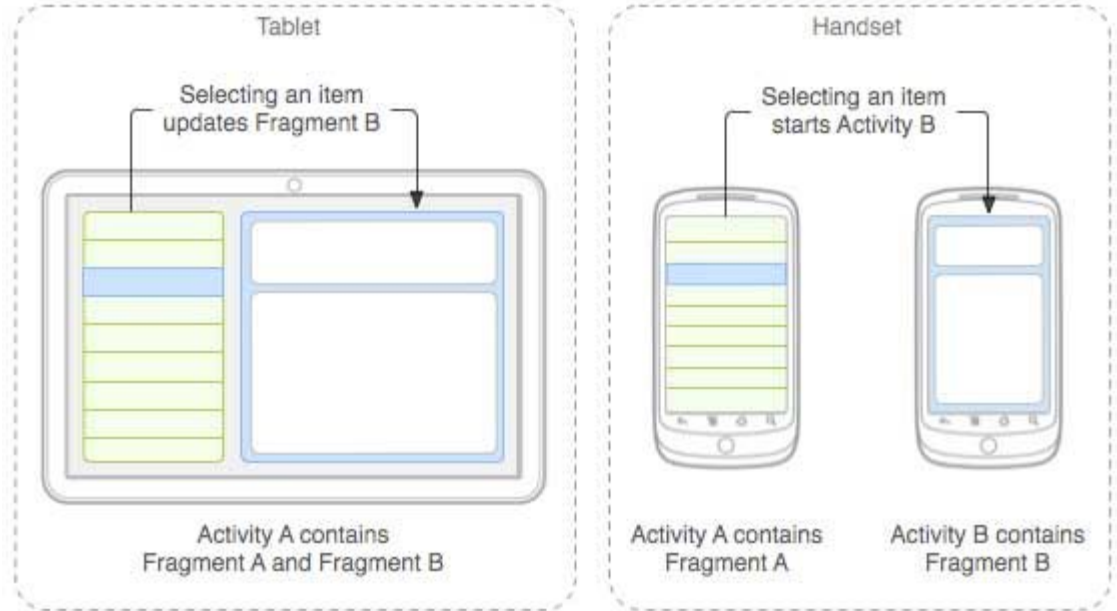 Tablet
Selecting an item
updates Fragment B
Activity A contains
Fragment A and Fragment B
Handset
Selecting an item
starts Activity B
Activity A contains
Fragment A
Activity B contains
Fragment B